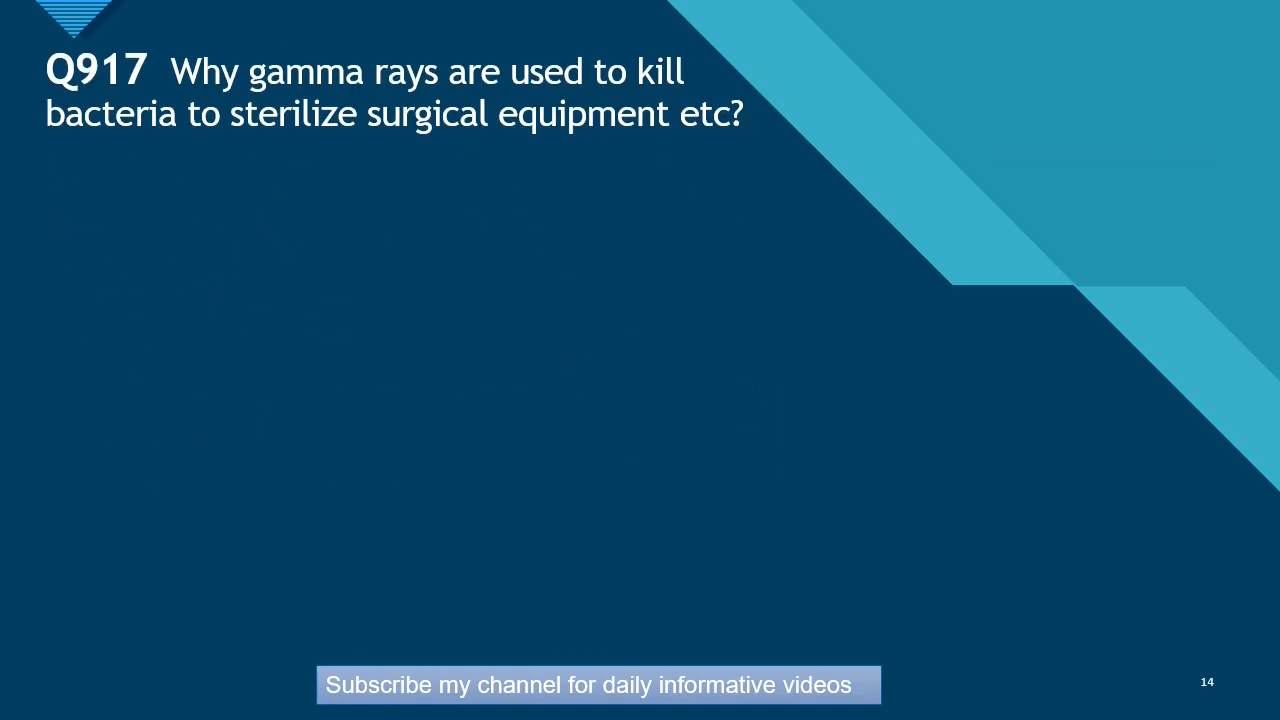 Q917 Why gamma rays are used to kill
bacteria to sterilize surgical equipment etc?
Subscribe my channel for daily informative videos
14